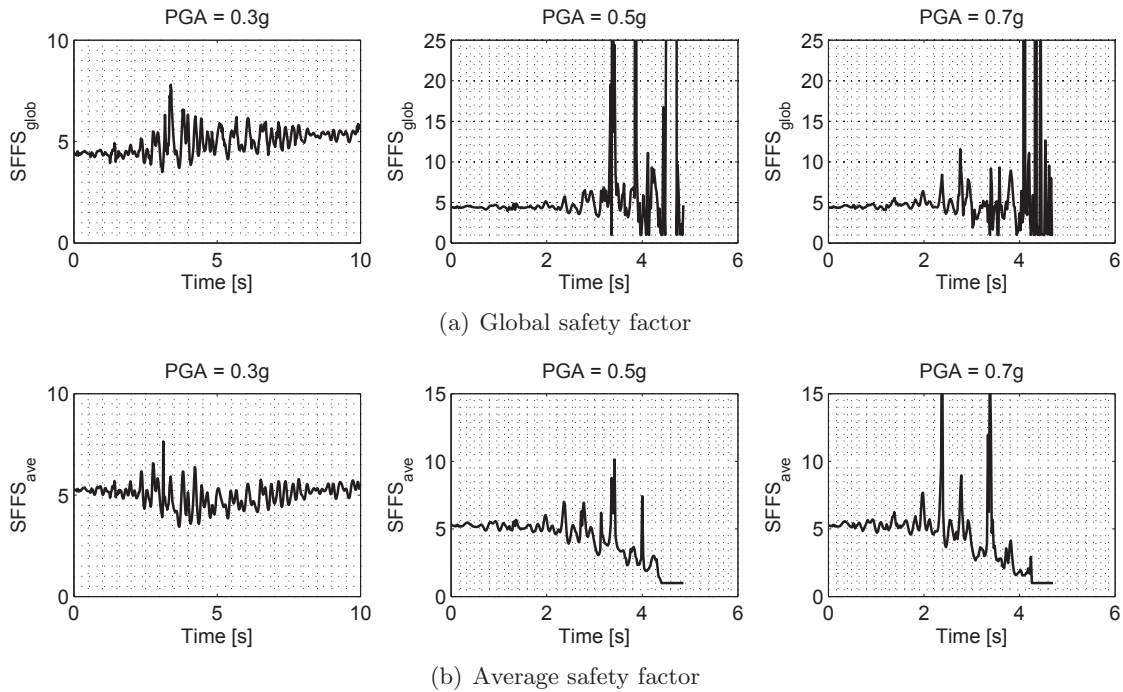 PGA = 0.3g
10
5
0
SFFS_glob
0
5
10
Time [s]
PGA = 0.5g
25
20
15
10
5
0
SFFS_glob
0
2
4
6
Time [s]
PGA = 0.7g
25
20
15
10
5
0
SFFS_glob
0
2
4
6
Time [s]
(a) Global safety factor
PGA = 0.3g
10
5
0
SFFS_ave
0
5
10
Time [s]
PGA = 0.5g
15
10
5
0
SFFS_ave
0
2
4
6
Time [s]
PGA = 0.7g
15
10
5
0
SFFS_ave
0
2
4
6
Time [s]
(b) Average safety factor